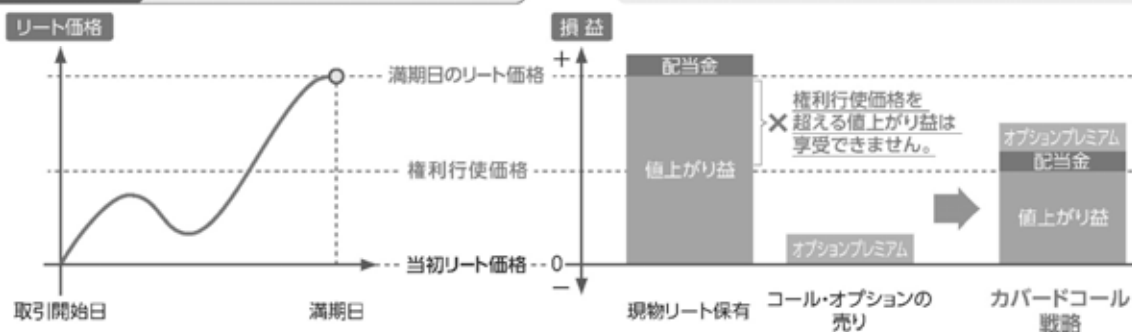 リート価格
満期日のリート価格
権利行使価格
当初リート価格
取引開始日
満期日
損益
+
0
−
配当金
値上がり益
×
権利行使価格を
超える値上がり益は
享受できません。
オプションプレミアム
オプションプレミアム
配当金
値上がり益
現物リート保有
コール・オプションの
売り
カバードコール
戦略